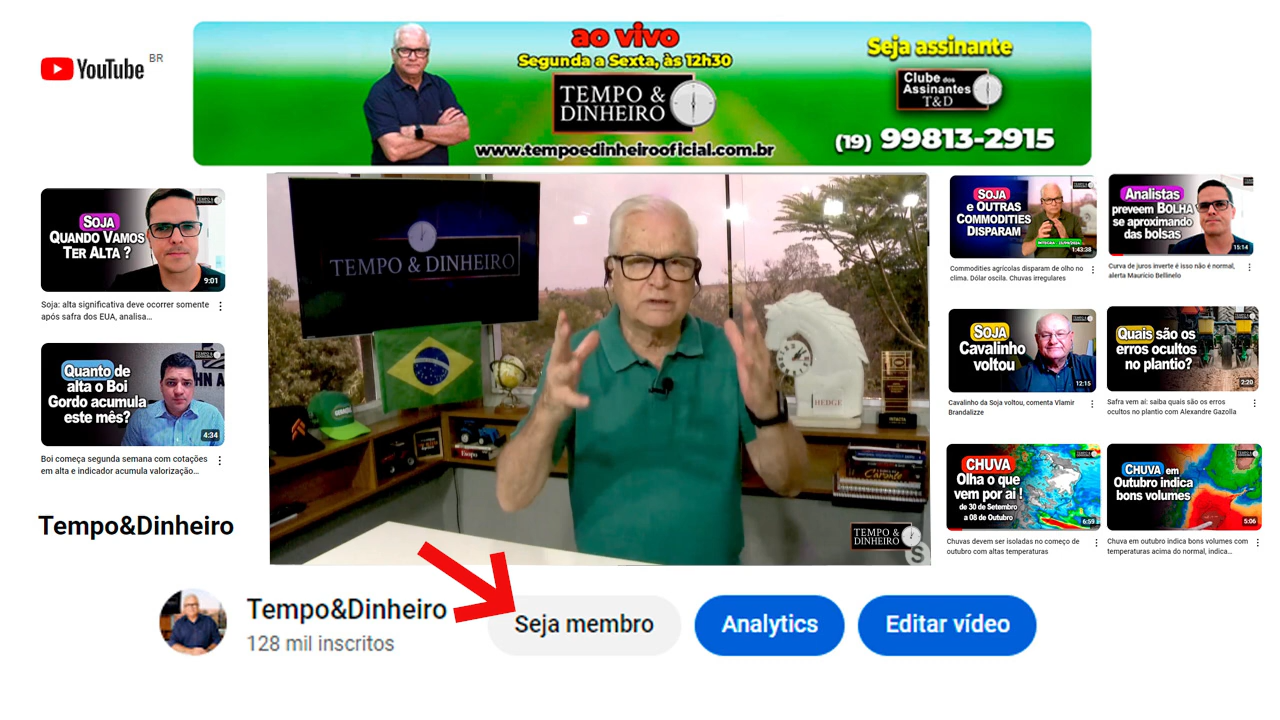 YouTube BR
ao vivo
Segunda a Sexta, às 12h30
TEMPO &
DINHEIRO
www.tempoedinheirooficial.com.br
Seja assinante
Clube dos
Assinantes
T&D
(19) 99813-2915
SOJA
QUANDO VAMOS
TER ALTA ?
9:01
Soja: alta significativa deve ocorrer somente
após safra dos EUA, analisa...
Quanto de
alta o Boi
Gordo acumula
este mês?
4:34
Boi começa segunda semana com cotações
em alta e indicador acumula valorização...
Tempo&Dinheiro
TEMPO & DINHEIRO
HEDGE
TEMPO &
DINHEIRO
S
SOJA
e OUTRAS
COMMODITIES
DISPARAM
1:43:38
Commodities agrícolas disparam de olho no
clima. Dólar oscila. Chuvas irregulares
Analistas
preveem BOLHA
se aproximando
das bolsas
15:14
Curva de juros inverte é isso não é normal,
alerta Maurício Bellinelo
SOJA
Cavalinho
voltou
12:15
Cavalinho da Soja voltou, comenta Vlamir
Brandalizze
Quais são os
erros ocultos
no plantio?
2:20
Safra vem aí: saiba quais são os erros
ocultos no plantio com Alexandre Gazolla
CHUVA
Olha o que
vem por aí !
de 30 de Setembro
a 08 de Outubro
6:59
Chuvas devem ser isoladas no começo de
outubro com altas temperaturas
CHUVA em
Outubro indica
bons volumes
5:06
Chuva em outubro indica bons volumes com
temperaturas acima do normal, indica...
Tempo&Dinheiro
128 mil inscritos
Seja membro
Analytics
Editar vídeo